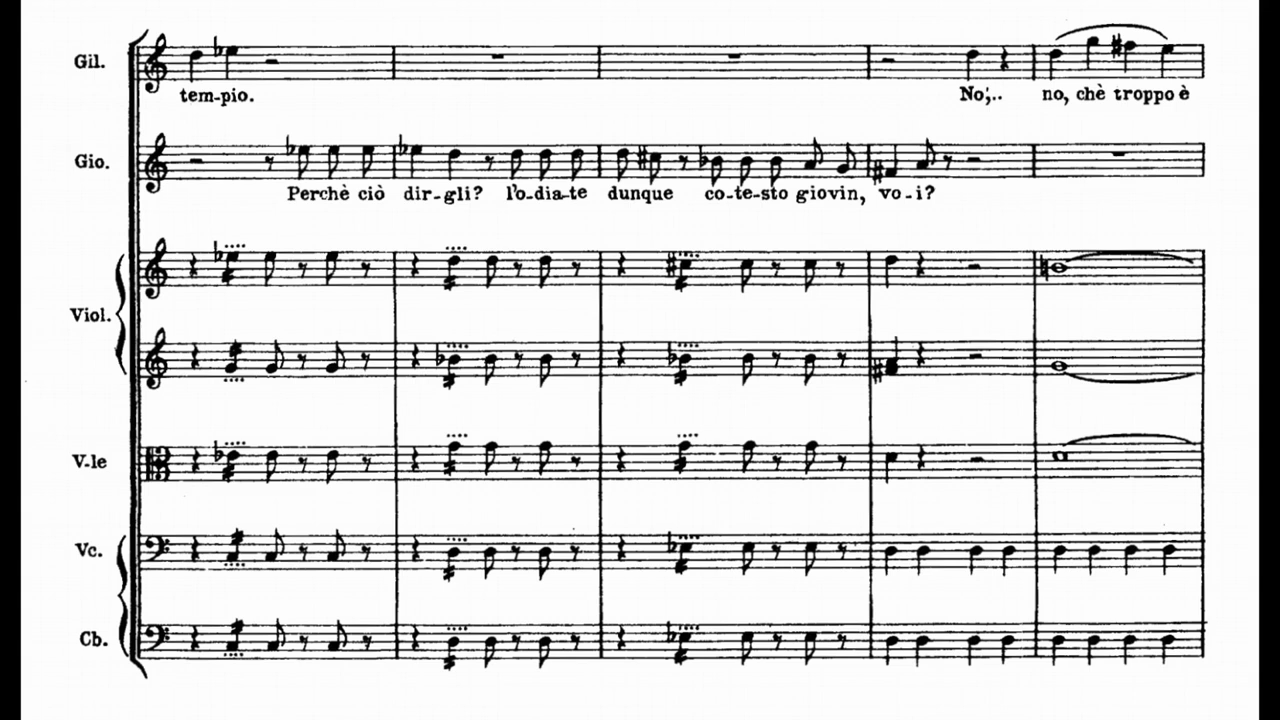 Gil.
tem-pio. No;.. no, chè troppo è
Gio.
Perchè ciò dir-gli? l'o-dia-te dunque co-te-sto giovin, vo-i?
Viol.
V.le
Vc.
Cb.